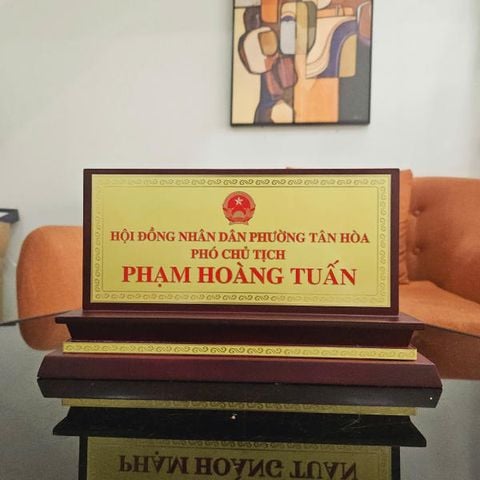 HỘI ĐỒNG NHÂN DÂN PHƯỜNG TÂN HÒA
PHÓ CHỦ TỊCH
PHẠM HOÀNG TUẤN